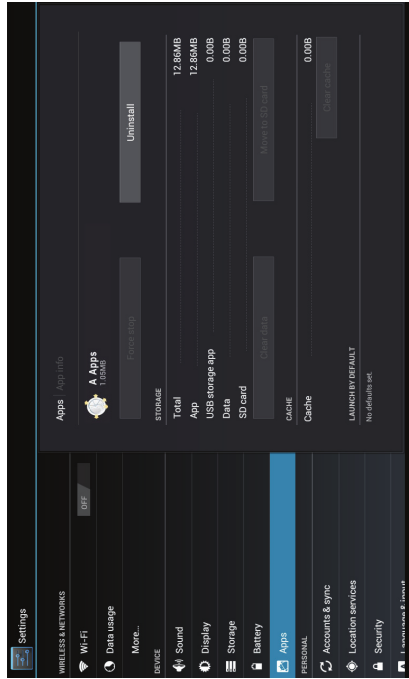 Settings
WIRELESS & NETWORKS
Wi-Fi
OFF
Data usage
More...
DEVICE
Sound
Display
Storage
Battery
Apps
PERSONAL
Accounts & sync
Location services
Security
Language & input
Apps | App info
A Apps
1.05MB
Force stop
Uninstall
STORAGE
Total 12.86MB
App 12.86MB
USB storage app 0.00B
Data 0.00B
SD card 0.00B
Clear data
Move to SD card
CACHE
Cache 0.00B
Clear cache
LAUNCH BY DEFAULT
No defaults set.